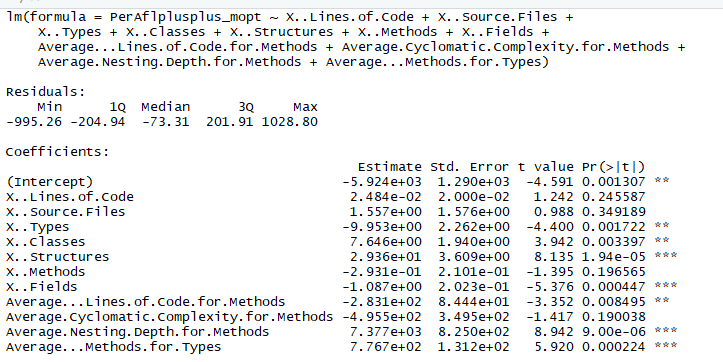 lm(formula = PerAflplusplus_mopt ~ X..Lines.of.Code + X..Source.Files +
    X..Types + X..Classes + X..Structures + X..Methods + X..Fields +
    Average...Lines.of.Code.for.Methods + Average.Cyclomatic.Complexity.for.Methods +
    Average.Nesting.Depth.for.Methods + Average...Methods.for.Types)
Residuals:
    Min      1Q  Median      3Q     Max
-995.26 -204.94  -73.31  201.91 1028.80
Coefficients:
                                            Estimate Std. Error t value Pr(>|t|)
(Intercept)                               -5.924e+03  1.290e+03  -4.591 0.001307 **
X..Lines.of.Code                           2.484e-02  2.000e-02   1.242 0.245587
X..Source.Files                            1.557e+00  1.576e+00   0.988 0.349189
X..Types                                  -9.953e+00  2.262e+00  -4.400 0.001722 **
X..Classes                                 7.646e+00  1.940e+00   3.942 0.003397 **
X..Structures                              2.936e+01  3.609e+00   8.135 1.94e-05 ***
X..Methods                                -2.931e-01  2.101e-01  -1.395 0.196565
X..Fields                                 -1.087e+00  2.023e-01  -5.376 0.000447 ***
Average...Lines.of.Code.for.Methods       -2.831e+02  8.444e+01  -3.352 0.008495 **
Average.Cyclomatic.Complexity.for.Methods -4.955e+02  3.495e+02  -1.417 0.190038
Average.Nesting.Depth.for.Methods          7.377e+03  8.250e+02   8.942 9.00e-06 ***
Average...Methods.for.Types                7.767e+02  1.312e+02   5.920 0.000224 ***